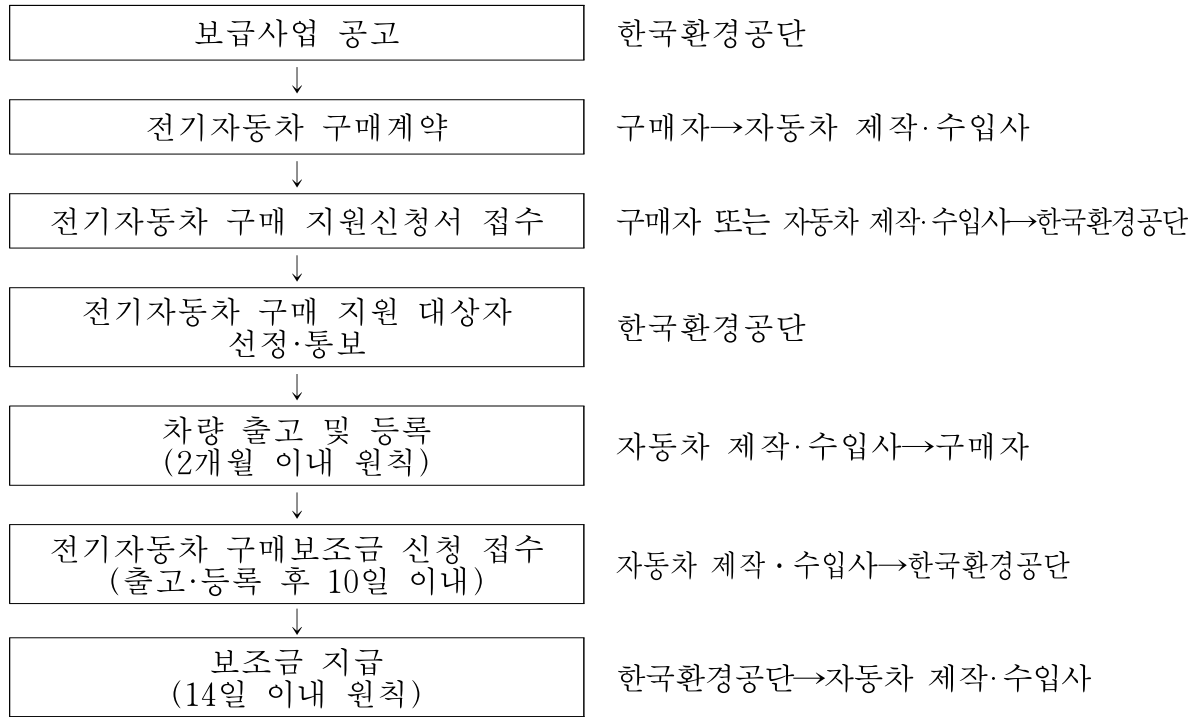 보급사업 공고 한국환경공단
↓
전기자동차 구매계약 구매자→자동차 제작·수입사
↓
전기자동차 구매 지원신청서 접수 구매자 또는 자동차 제작·수입사→한국환경공단
↓
전기자동차 구매 지원 대상자
선정·통보
한국환경공단
↓
차량 출고 및 등록
(2개월 이내 원칙)
자동차 제작·수입사→구매자
↓
전기자동차 구매보조금 신청 접수
(출고·등록 후 10일 이내)
자동차 제작·수입사→한국환경공단
↓
보조금 지급
(14일 이내 원칙)
한국환경공단→자동차 제작·수입사